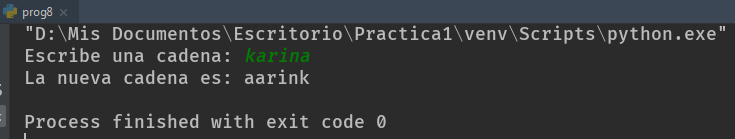 prog8 ×
"D:\Mis Documentos\Escritorio\Practica1\venv\Scripts\python.exe"
Escribe una cadena: karina
La nueva cadena es: aarink
Process finished with exit code 0